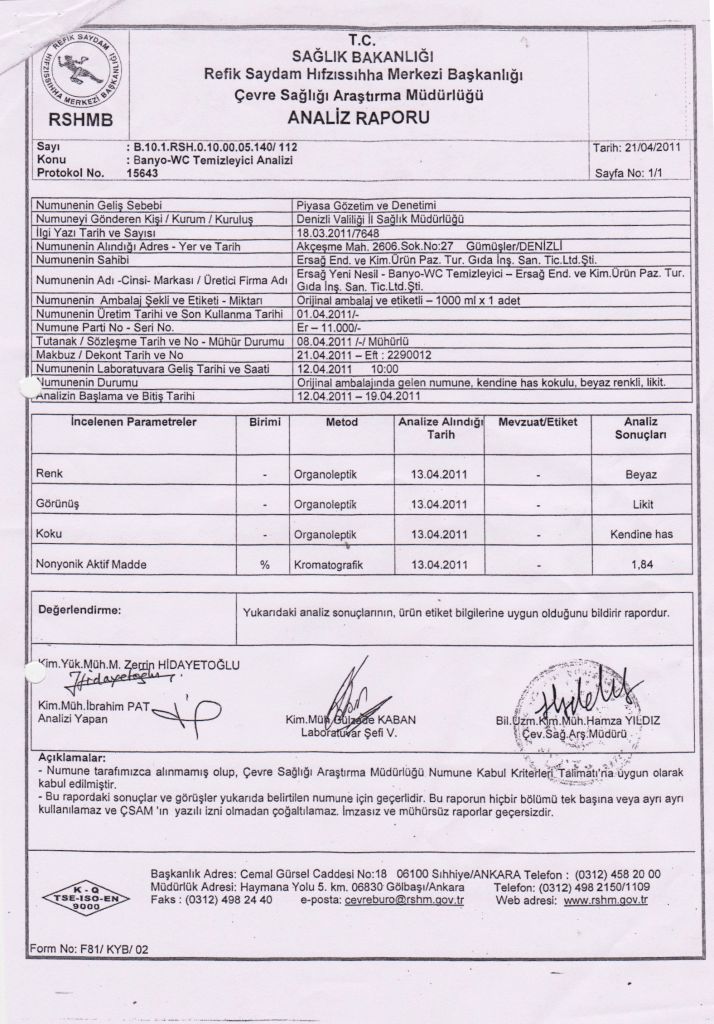 REFİK SAYDAM
HIFZISSIHHA MERKEZİ BAŞKANLIĞI
RSHMB
T.C.
SAĞLIK BAKANLIĞI
Refik Saydam Hıfzıssıhha Merkezi Başkanlığı
Çevre Sağlığı Araştırma Müdürlüğü
ANALİZ RAPORU
Sayı : B.10.1.RSH.0.10.00.05.140/ 112 Tarih: 21/04/2011
Konu : Banyo-WC Temizleyici Analizi
Protokol No. 15643 Sayfa No: 1/1
Numunenin Geliş Sebebi Piyasa Gözetim ve Denetimi
Numuneyi Gönderen Kişi / Kurum / Kuruluş Denizli Valiliği İl Sağlık Müdürlüğü
İlgi Yazı Tarih ve Sayısı 18.03.2011/7648
Numunenin Alındığı Adres - Yer ve Tarih Akçeşme Mah. 2606.Sok.No:27 Gümüşler/DENİZLİ
Numunenin Sahibi Ersağ End. ve Kim.Ürün Paz. Tur. Gıda İnş. San. Tic.Ltd.Şti.
Numunenin Adı -Cinsi- Markası / Üretici Firma Adı Ersağ Yeni Nesil - Banyo-WC Temizleyici – Ersağ End. ve Kim.Ürün Paz. Tur.
Gıda İnş. San. Tic.Ltd.Şti.
Numunenin Ambalaj Şekli ve Etiketi - Miktarı Orijinal ambalaj ve etiketli – 1000 ml x 1 adet
Numunenin Üretim Tarihi ve Son Kullanma Tarihi 01.04.2011/-
Numune Parti No - Seri No. Er – 11.000/-
Tutanak / Sözleşme Tarih ve No - Mühür Durumu 08.04.2011 /-/ Mühürlü
Makbuz / Dekont Tarih ve No 21.04.2011 – Eft : 2290012
Numunenin Laboratuvara Geliş Tarihi ve Saati 12.04.2011 10:00
Numunenin Durumu Orijinal ambalajında gelen numune, kendine has kokulu, beyaz renkli, likit.
Analizin Başlama ve Bitiş Tarihi 12.04.2011 – 19.04.2011
İncelenen Parametreler Birimi Metod Analize Alındığı Tarih Mevzuat/Etiket Analiz Sonuçları
Renk - Organoleptik 13.04.2011 - Beyaz
Görünüş - Organoleptik 13.04.2011 - Likit
Koku - Organoleptik 13.04.2011 - Kendine has
Nonyonik Aktif Madde % Kromatografik 13.04.2011 - 1,84
Değerlendirme: Yukarıdaki analiz sonuçlarının, ürün etiket bilgilerine uygun olduğunu bildirir rapordur.
Kim.Yük.Müh.M. Zerrin HİDAYETOĞLU
Hidayetoğlu
Kim.Müh.İbrahim PAT
Analizi Yapan
Kim.Müh.Gülzade KABAN
Laboratuvar Şefi V.
Bil.Uzm.Kim.Müh.Hamza YILDIZ
Çev.Sağ.Arş.Müdürü
Açıklamalar:
- Numune tarafımızca alınmamış olup, Çevre Sağlığı Araştırma Müdürlüğü Numune Kabul Kriterleri Talimatı'na uygun olarak
kabul edilmiştir.
- Bu rapordaki sonuçlar ve görüşler yukarıda belirtilen numune için geçerlidir. Bu raporun hiçbir bölümü tek başına veya ayrı ayrı
kullanılamaz ve ÇSAM 'ın yazılı izni olmadan çoğaltılamaz. İmzasız ve mühürsüz raporlar geçersizdir.
K - Q
TSE-ISO-EN
9000
Başkanlık Adres: Cemal Gürsel Caddesi No:18 06100 Sıhhiye/ANKARA Telefon : (0312) 458 20 00
Müdürlük Adresi: Haymana Yolu 5. km. 06830 Gölbaşı/Ankara Telefon: (0312) 498 2150/1109
Faks : (0312) 498 24 40 e-posta: cevreburo@rshm.gov.tr Web adresi: www.rshm.gov.tr
Form No: F81/ KYB/ 02